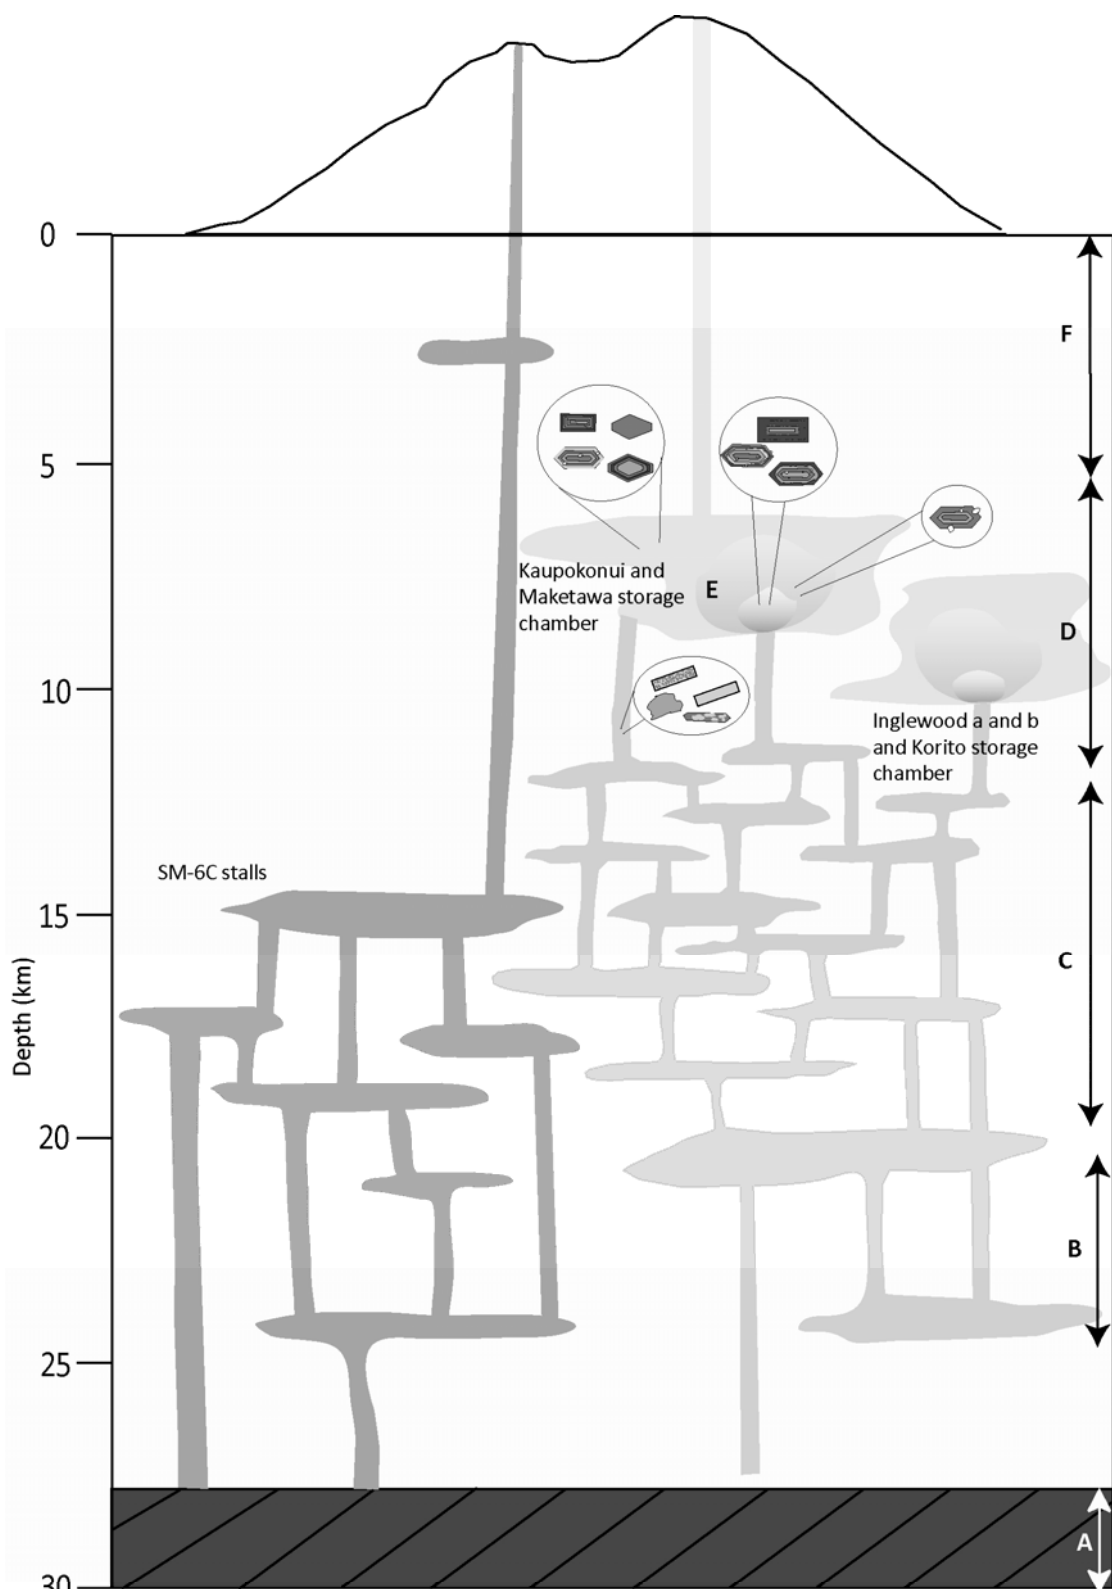 0
F
5
Kaupokonui and
Maketawa storage
chamber
E
D
10
Inglewood a and b
and Korito storage
chamber
SM-6C stalls
15
C
Depth (km)
20
B
25
A
30